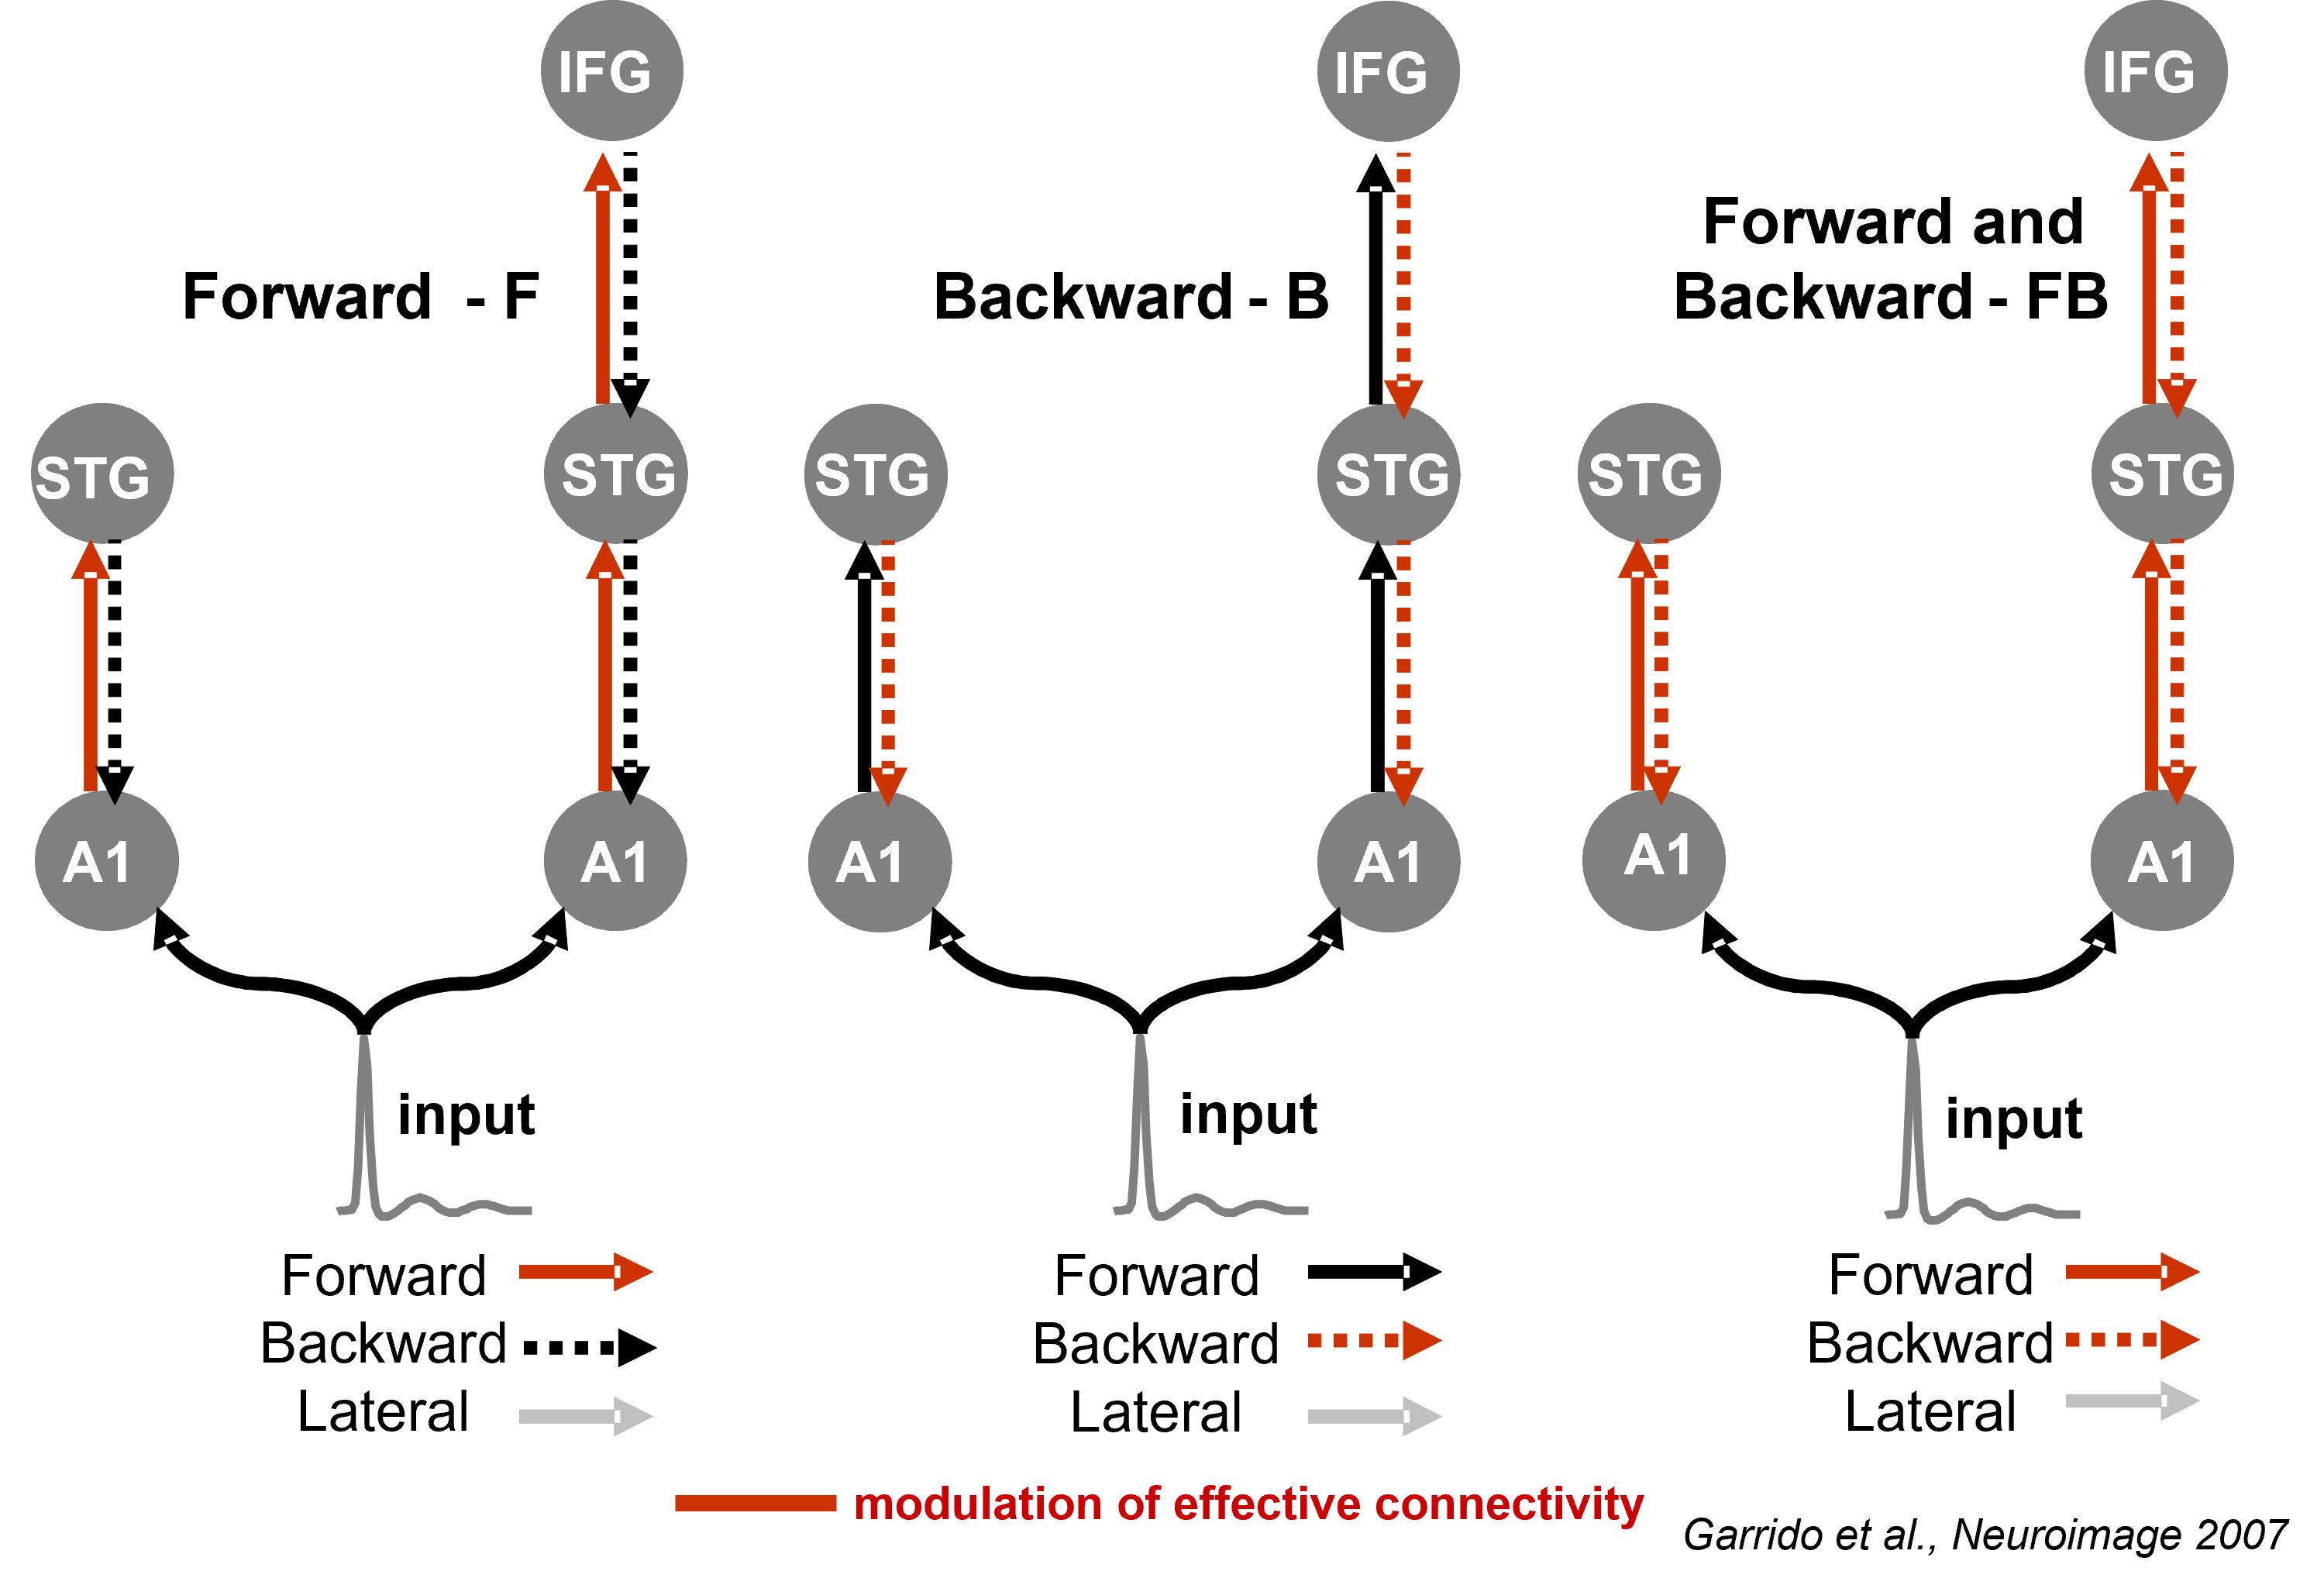 IFG
IFG
IFG
Forward - F
Backward - B
Forward and
Backward - FB
STG
STG
STG
STG
STG
STG
A1
A1
A1
A1
A1
A1
input
input
input
Forward
Backward
Lateral
Forward
Backward
Lateral
Forward
Backward
Lateral
modulation of effective connectivity
Garrido et al., Neuroimage 2007